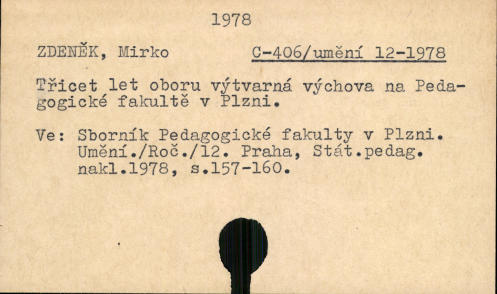 1978
ZDENĚK, Mirko C-406/umění 12-1978
Třicet let oboru výtvarná výchova na Peda-
gogické fakultě v Plzni.
Ve: Sborník Pedagogické fakulty v Plzni.
Umění./Roč./12. Praha, Stát.pedag.
nakl.1978, s.157-160.